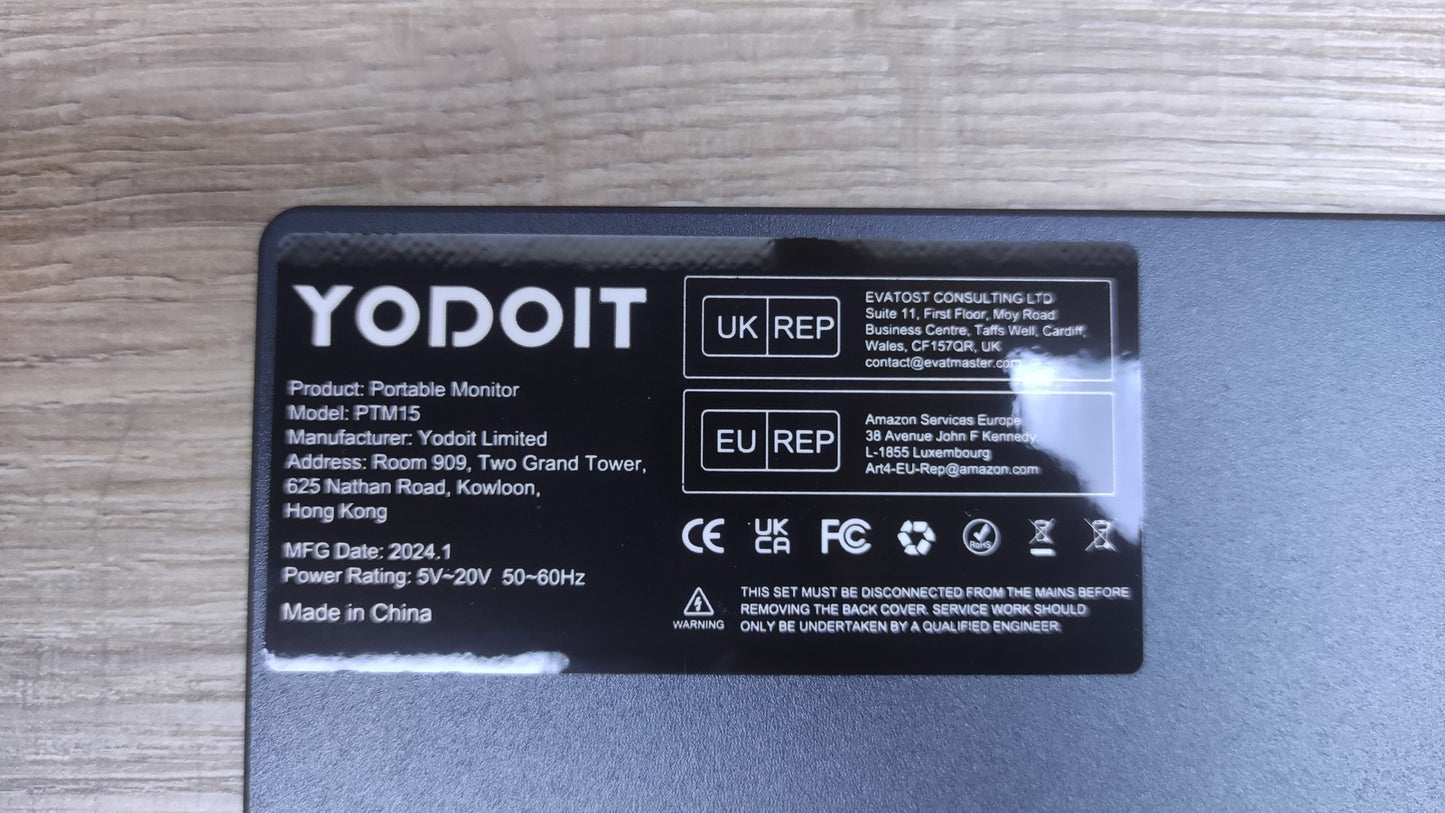 YODOIT
Product: Portable Monitor
Model: PTM15
Manufacturer: Yodoit Limited
Address: Room 909, Two Grand Tower,
625 Nathan Road, Kowloon,
Hong Kong
MFG Date: 2024.1
Power Rating: 5V~20V 50~60Hz
Made in China
UK REP
EVATOST CONSULTING LTD
Suite 11, First Floor, Moy Road
Business Centre, Taffs Well, Cardiff,
Wales, CF157QR, UK
contact@evatmaster.com
EU REP
Amazon Services Europe
38 Avenue John F Kennedy,
L-1855 Luxembourg
Art4-EU-Rep@amazon.com
CE UK CA FC RoHS
WARNING
THIS SET MUST BE DISCONNECTED FROM THE MAINS BEFORE
REMOVING THE BACK COVER. SERVICE WORK SHOULD
ONLY BE UNDERTAKEN BY A QUALIFIED ENGINEER.